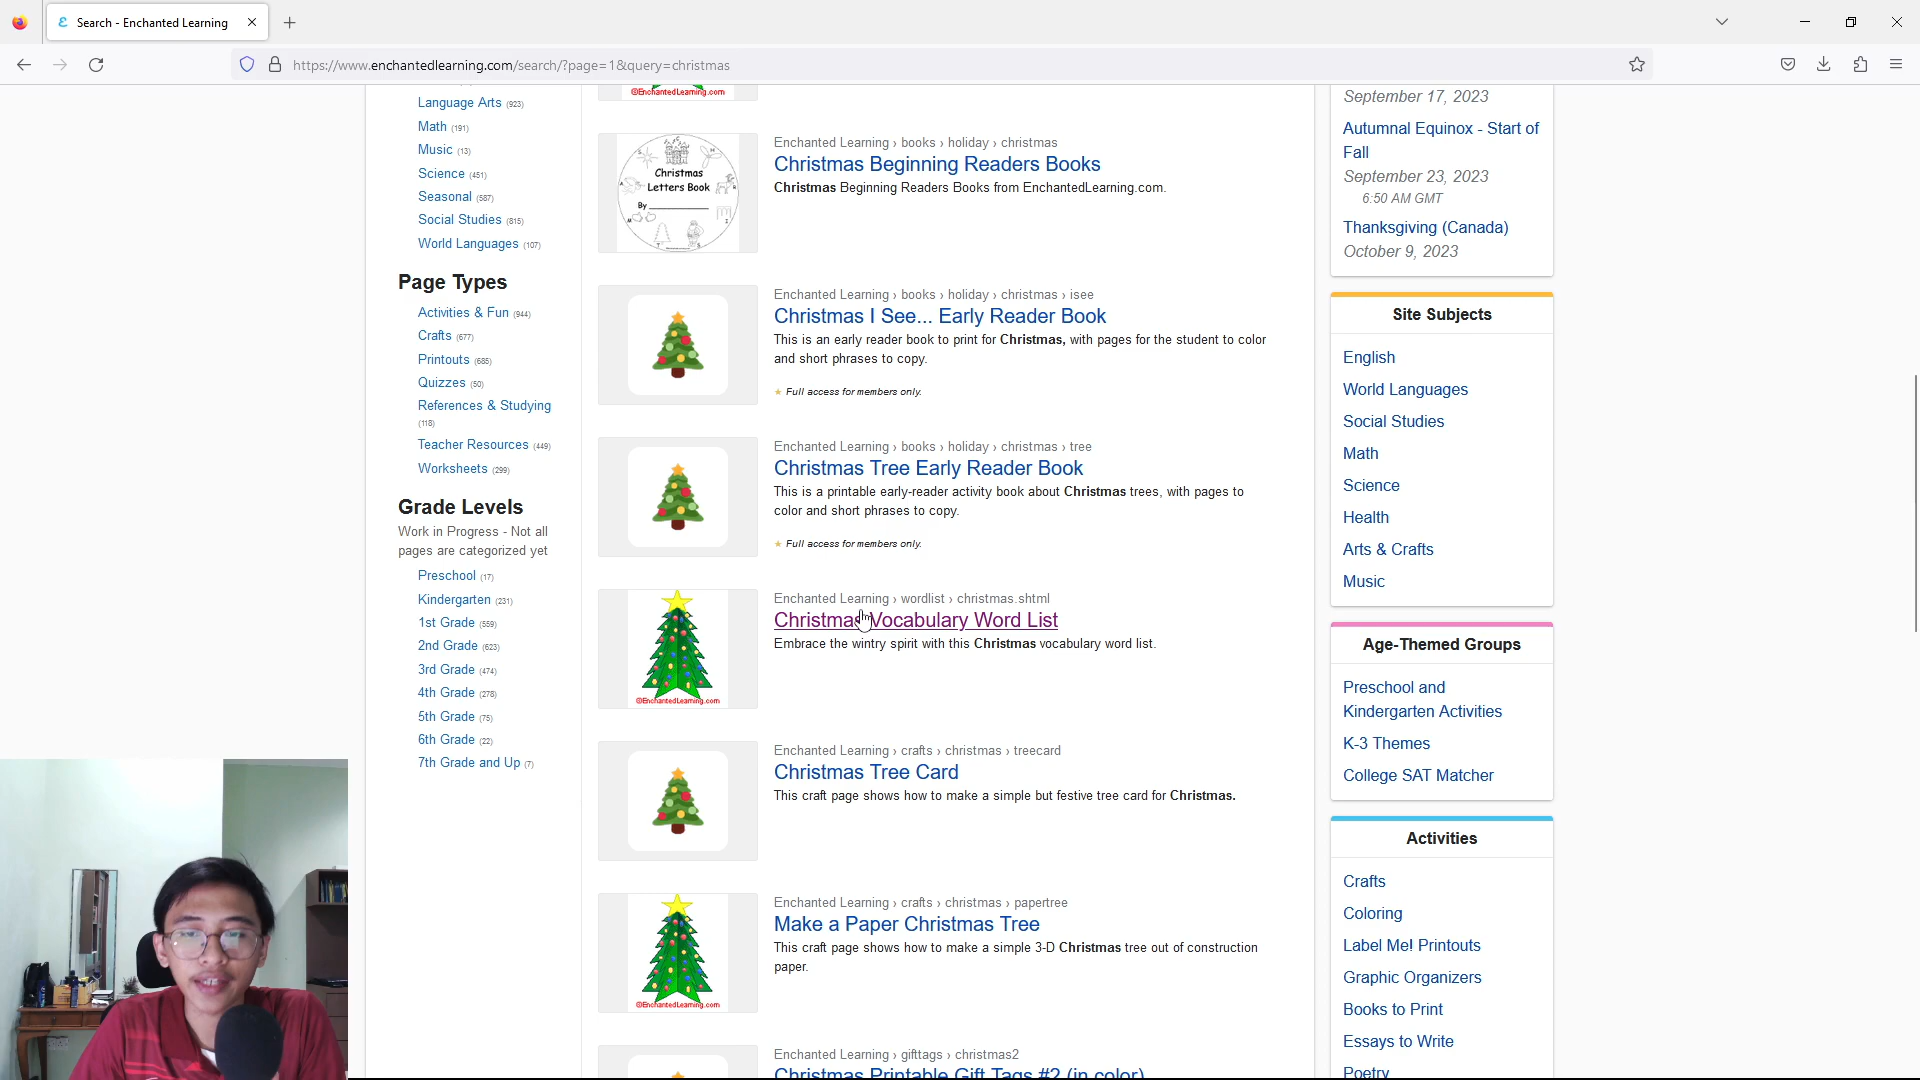 Search - Enchanted Learning
https://www.enchantedlearning.com/search/?page=1&query=christmas
Language Arts (923)
Math (191)
Music (13)
Science (451)
Seasonal (587)
Social Studies (815)
World Languages (107)
Page Types
Activities & Fun (944)
Crafts (677)
Printouts (685)
Quizzes (50)
References & Studying
(118)
Teacher Resources (449)
Worksheets (299)
Grade Levels
Work in Progress - Not all
pages are categorized yet
Preschool (17)
Kindergarten (231)
1st Grade (559)
2nd Grade (623)
3rd Grade (474)
4th Grade (278)
5th Grade (75)
6th Grade (22)
7th Grade and Up (7)
©EnchantedLearning.com
Christmas
Letters Book
By
Enchanted Learning › books › holiday › christmas
Christmas Beginning Readers Books
Christmas Beginning Readers Books from EnchantedLearning.com.
Enchanted Learning › books › holiday › christmas › isee
Christmas I See... Early Reader Book
This is an early reader book to print for Christmas, with pages for the student to color
and short phrases to copy.
Full access for members only.
Enchanted Learning › books › holiday › christmas › tree
Christmas Tree Early Reader Book
This is a printable early-reader activity book about Christmas trees, with pages to
color and short phrases to copy.
Full access for members only.
©EnchantedLearning.com
Enchanted Learning › wordlist › christmas.shtml
Christmas Vocabulary Word List
Embrace the wintry spirit with this Christmas vocabulary word list.
Enchanted Learning › crafts › christmas › treecard
Christmas Tree Card
This craft page shows how to make a simple but festive tree card for Christmas.
©EnchantedLearning.com
Enchanted Learning › crafts › christmas › papertree
Make a Paper Christmas Tree
This craft page shows how to make a simple 3-D Christmas tree out of construction
paper.
Enchanted Learning › gifttags › christmas2
Christmas Printable Gift Tags #2 (in color)
September 17, 2023
Autumnal Equinox - Start of
Fall
September 23, 2023
6:50 AM GMT
Thanksgiving (Canada)
October 9, 2023
Site Subjects
English
World Languages
Social Studies
Math
Science
Health
Arts & Crafts
Music
Age-Themed Groups
Preschool and
Kindergarten Activities
K-3 Themes
College SAT Matcher
Activities
Crafts
Coloring
Label Me! Printouts
Graphic Organizers
Books to Print
Essays to Write
Poetry